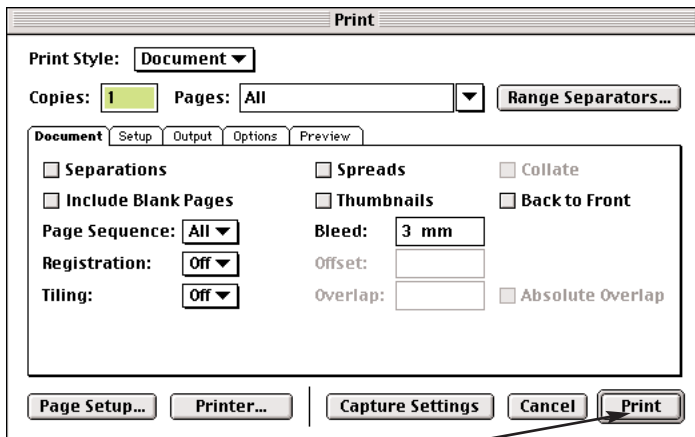 Print
Print Style: Document
Copies: 1 Pages: All Range Separators...
Document Setup Output Options Preview
Separations Spreads Collate
Include Blank Pages Thumbnails Back to Front
Page Sequence: All Bleed: 3 mm
Registration: Off Offset:
Tiling: Off Overlap: Absolute Overlap
Page Setup... Printer... Capture Settings Cancel Print